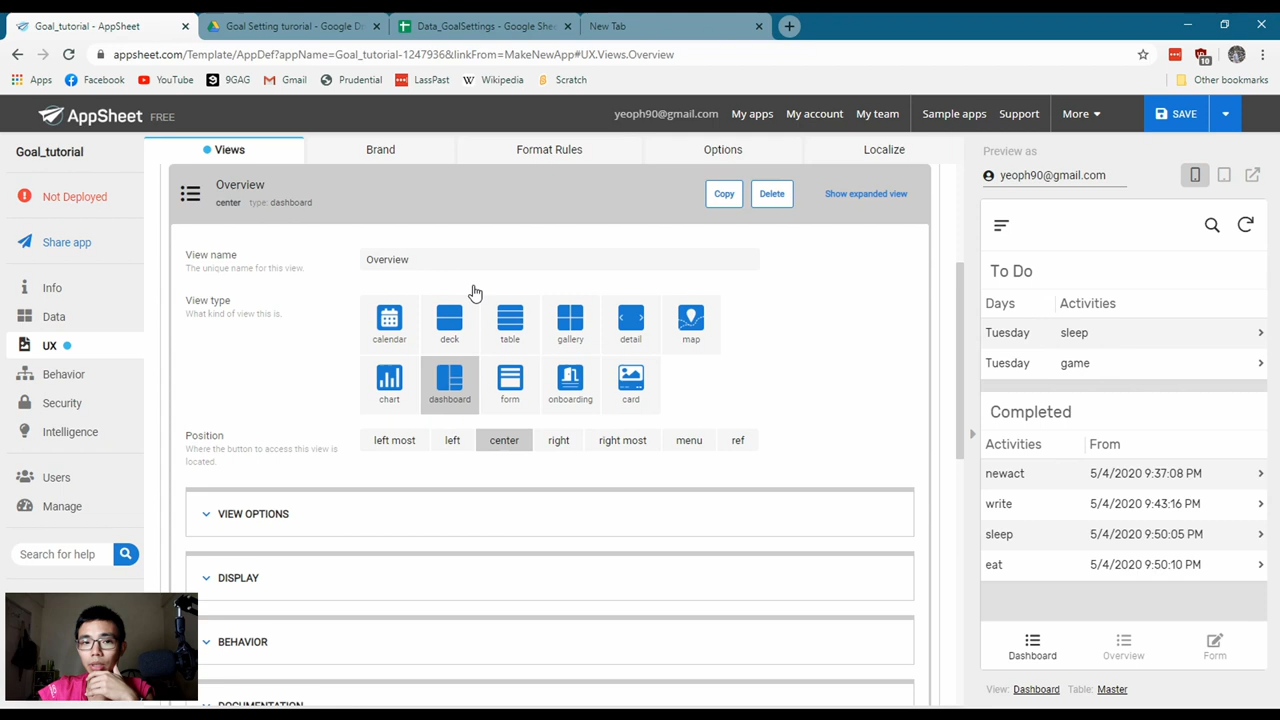 Goal_tutorial - AppSheet
Goal Setting turorial - Google D
Data_GoalSettings - Google She
New Tab
appsheet.com/Template/AppDef?appName=Goal_tutorial-1247936&linkFrom=MakeNewApp#UX.Views.Overview
10
Apps
Facebook
YouTube
9GAG
Gmail
Prudential
LassPast
Wikipedia
Scratch
Other bookmarks
AppSheet FREE
yeoph90@gmail.com
My apps
My account
My team
Sample apps
Support
More
SAVE
Goal_tutorial
Not Deployed
Share app
Info
Data
UX
Behavior
Security
Intelligence
Users
Manage
Search for help
Views
Brand
Format Rules
Options
Localize
Overview
center type: dashboard
Copy
Delete
Show expanded view
View name
The unique name for this view.
Overview
View type
What kind of view this is.
calendar
deck
table
gallery
detail
map
chart
dashboard
form
onboarding
card
Position
Where the button to access this view is
located.
left most
left
center
right
right most
menu
ref
VIEW OPTIONS
DISPLAY
BEHAVIOR
DOCUMENTATION
Preview as
yeoph90@gmail.com
To Do
Days Activities
Tuesday sleep
Tuesday game
Completed
Activities From
newact 5/4/2020 9:37:08 PM
write 5/4/2020 9:43:16 PM
sleep 5/4/2020 9:50:05 PM
eat 5/4/2020 9:50:10 PM
Dashboard
Overview
Form
View: Dashboard Table: Master